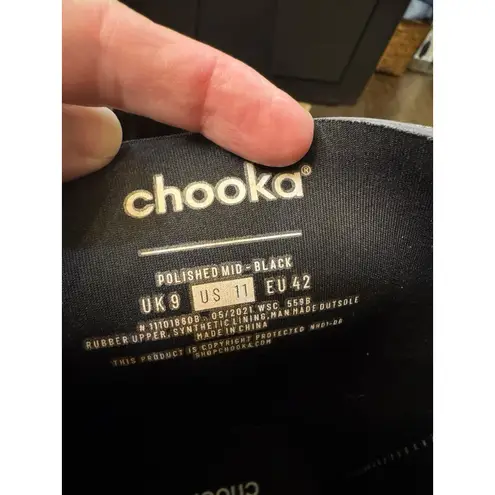 chooka®
POLISHED MID - BLACK
UK 9 US 11 EU 42
N 11101860B - 05/2021 WSC. 559B
RUBBER UPPER, SYNTHETIC LINING, MAN MADE OUTSOLE
MADE IN CHINA
THIS PRODUCT IS COPYRIGHT PROTECTED
SHOPCHOOKA.COM